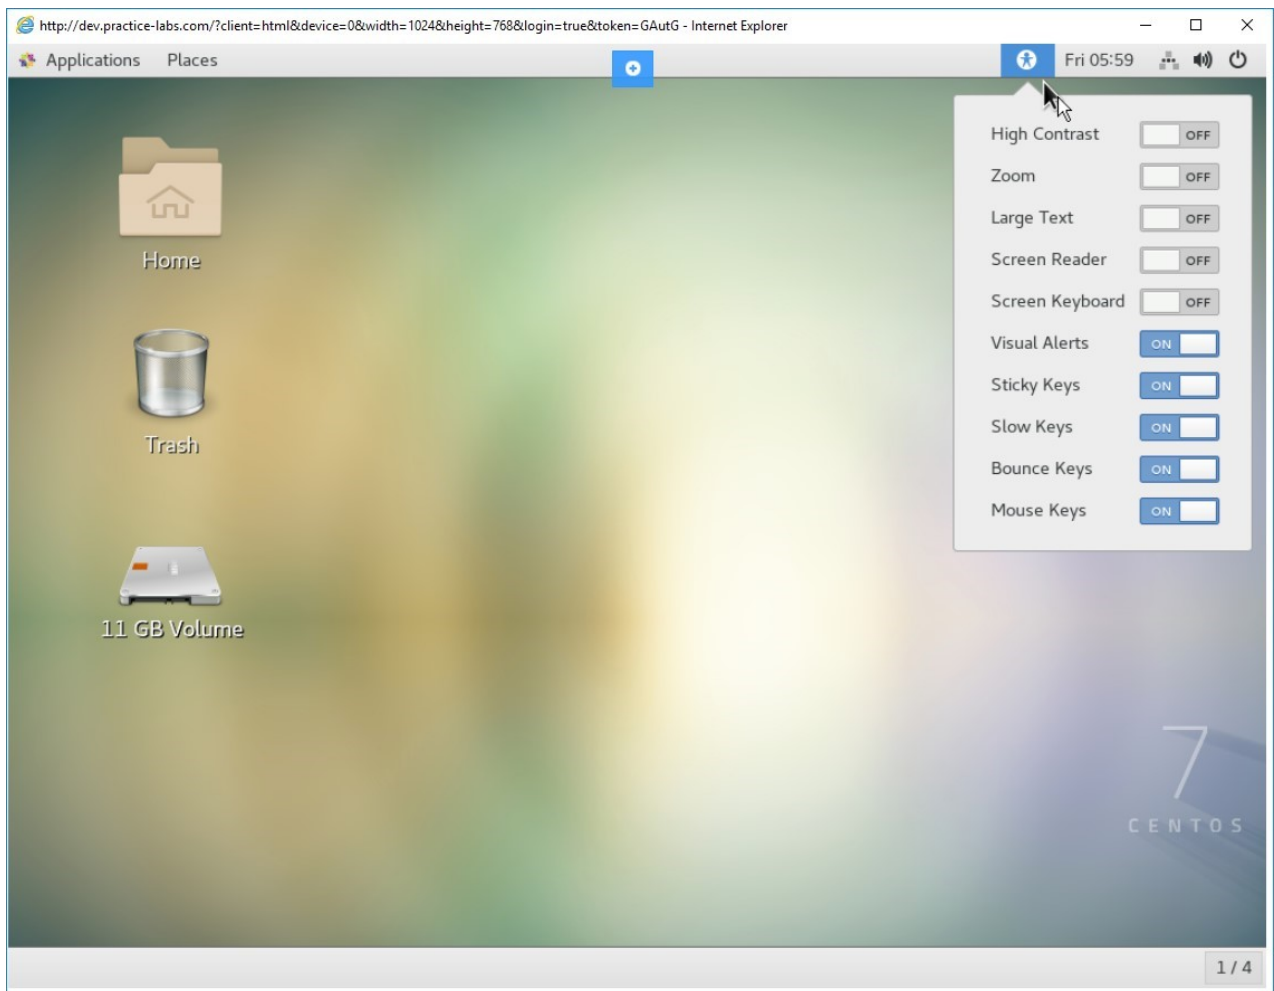 http://dev.practice-labs.com/?client=html&device=0&width=1024&height=768&login=true&token=GAutG - Internet Explorer
Applications Places Fri 05:59
High Contrast OFF
Zoom OFF
Large Text OFF
Screen Reader OFF
Screen Keyboard OFF
Visual Alerts ON
Sticky Keys ON
Slow Keys ON
Bounce Keys ON
Mouse Keys ON
Home
Trash
11 GB Volume
7
CENTOS
1 / 4